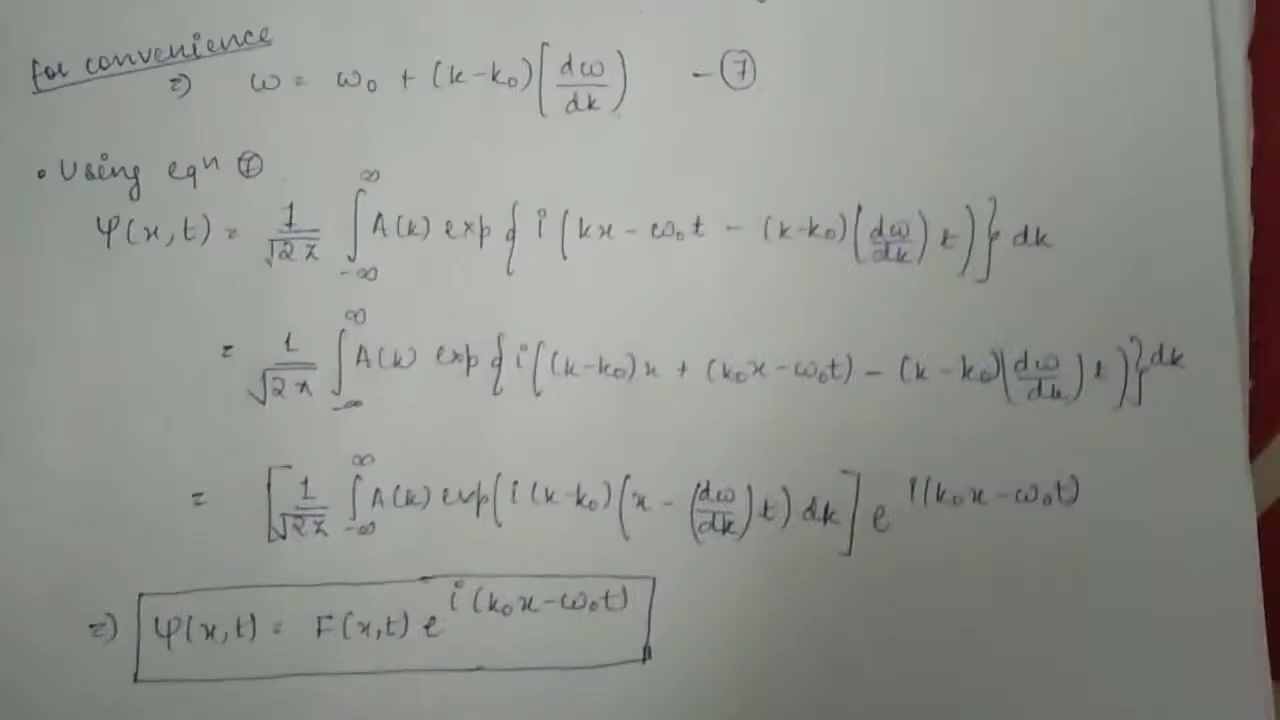 for convenience
=) ω = ω₀ + (k-k₀)(dω/dk) -⑦
• Using eqⁿ ⑦
ψ(x,t) = 1/√2π ∫_{-∞}^{∞} A(k) exp{i(kx - ω₀t - (k-k₀)(dω/dk)t)} dk
= 1/√2π ∫_{-∞}^{∞} A(k) exp{i((k-k₀)x + (k₀x-ω₀t) - (k-k₀)(dω/dk)t)} dk
= [1/√2π ∫_{-∞}^{∞} A(k) exp(i(k-k₀)(x - (dω/dk)t) dk] e^{i(k₀x-ω₀t)}
=) ψ(x,t) = F(x,t) e^{i(k₀x-ω₀t)}